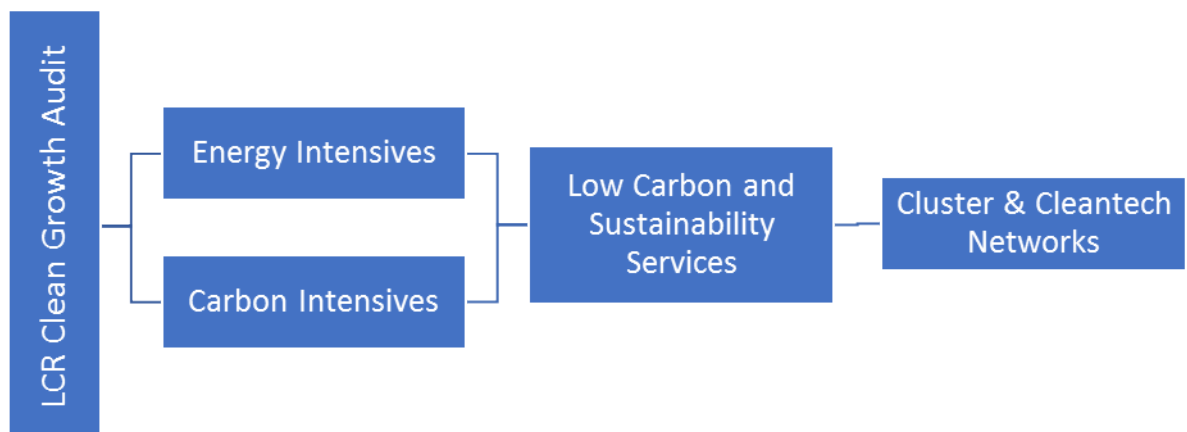 LCR Clean Growth Audit
Energy Intensives
Carbon Intensives
Low Carbon and
Sustainability
Services
Cluster & Cleantech
Networks